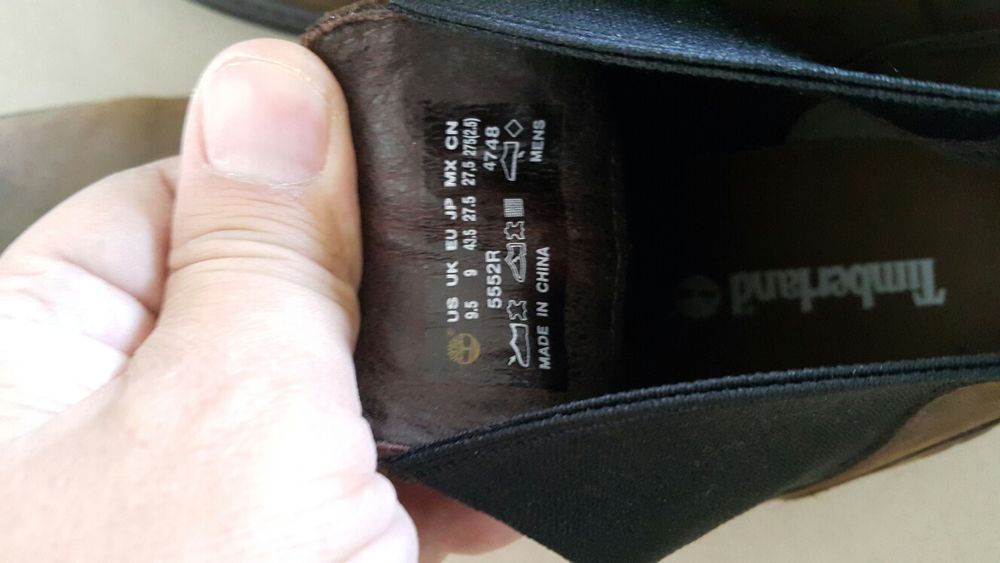 US UK EU JP MX CN
9.5 9 43.5 27.5 27.5 275(2.5)
5552R 4748
MENS
MADE IN CHINA
Timberland